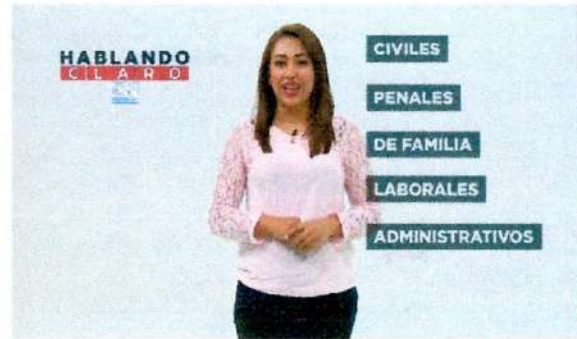 HABLANDO
CLARO
CIVILES
PENALES
DE FAMILIA
LABORALES
ADMINISTRATIVOS